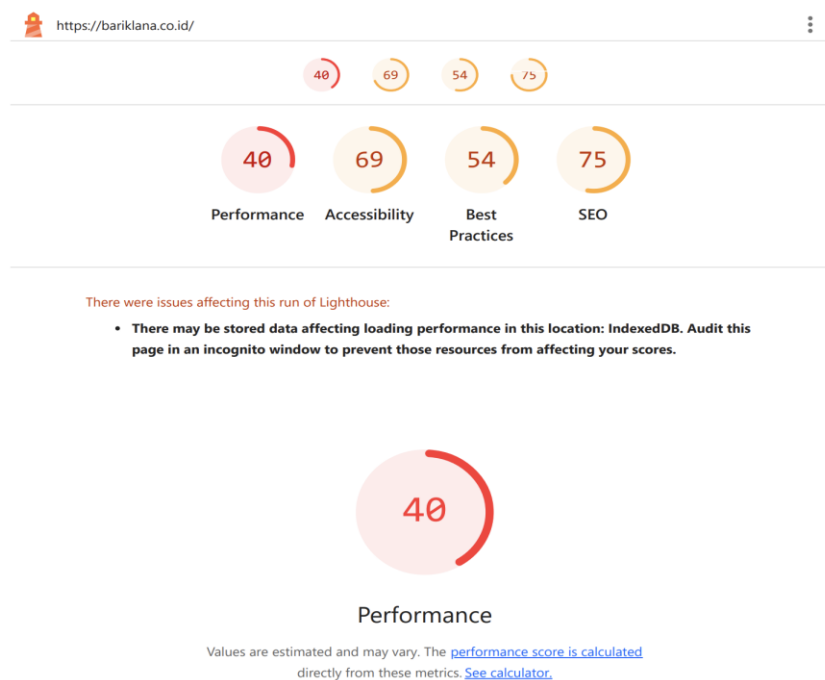 https://bariklana.co.id/
40 69 54 75
40 69 54 75
Performance Accessibility Best Practices SEO
There were issues affecting this run of Lighthouse:
• There may be stored data affecting loading performance in this location: IndexedDB. Audit this
page in an incognito window to prevent those resources from affecting your scores.
40
Performance
Values are estimated and may vary. The performance score is calculated
directly from these metrics. See calculator.